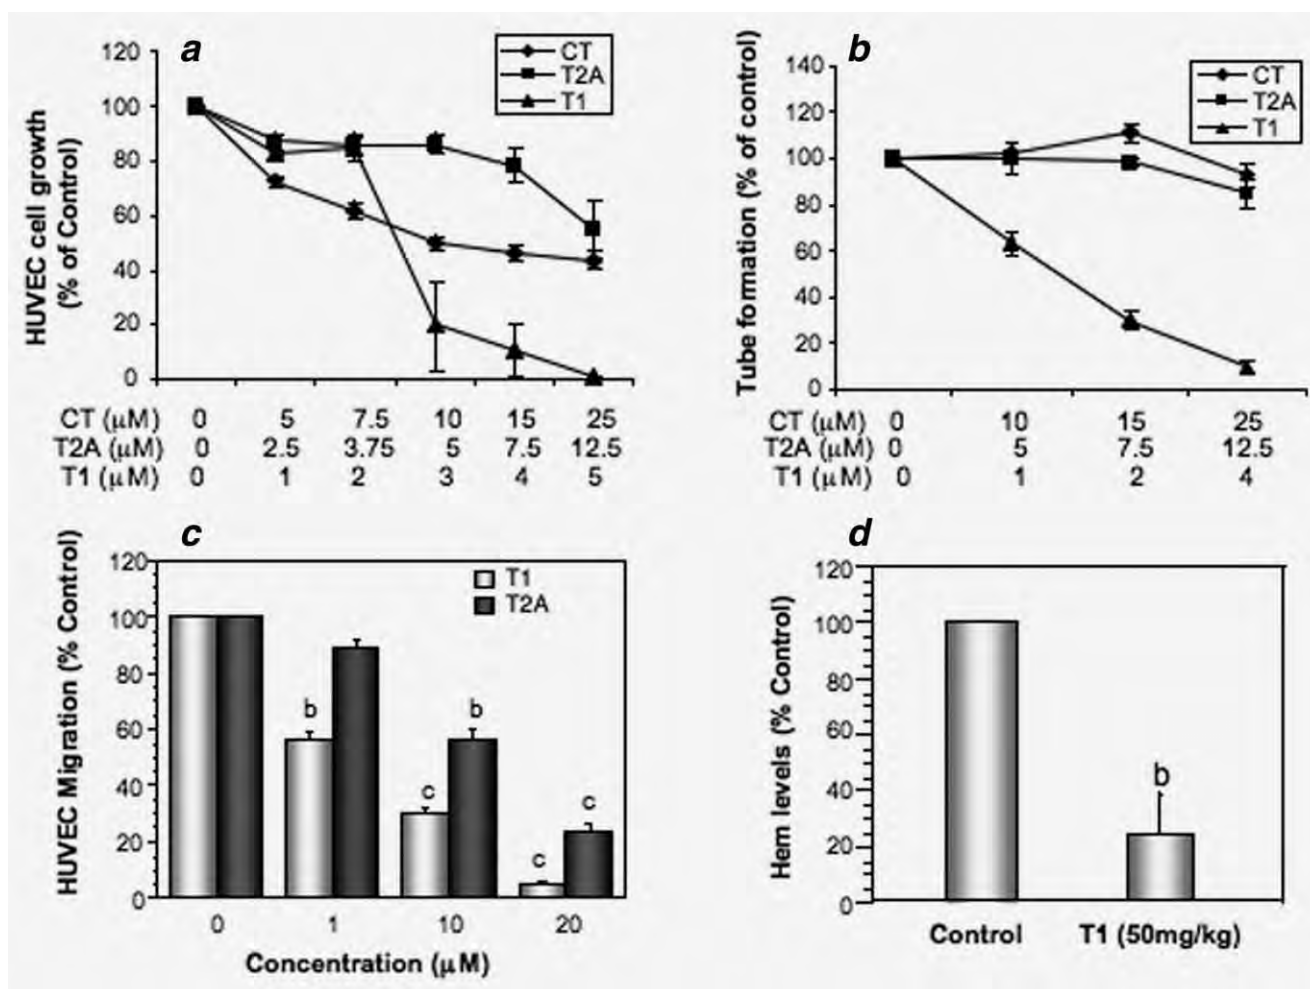 a
CT
T2A
T1
120
100
80
60
40
20
0
HUVEC cell growth
(% of Control)
CT (μM) 0 5 7.5 10 15 25
T2A (μM) 0 2.5 3.75 5 7.5 12.5
T1 (μM) 0 1 2 3 4 5
b
CT
T2A
T1
140
120
100
80
60
40
20
0
Tube formation (% of control)
CT (μM) 0 10 15 25
T2A (μM) 0 5 7.5 12.5
T1 (μM) 0 1 2 4
c
T1
T2A
120
100
80
60
40
20
0
HUVEC Migration (% Control)
b
c
b
c
c
0 1 10 20
Concentration (μM)
d
120
100
80
60
40
20
0
Hem levels (% Control)
b
Control T1 (50mg/kg)